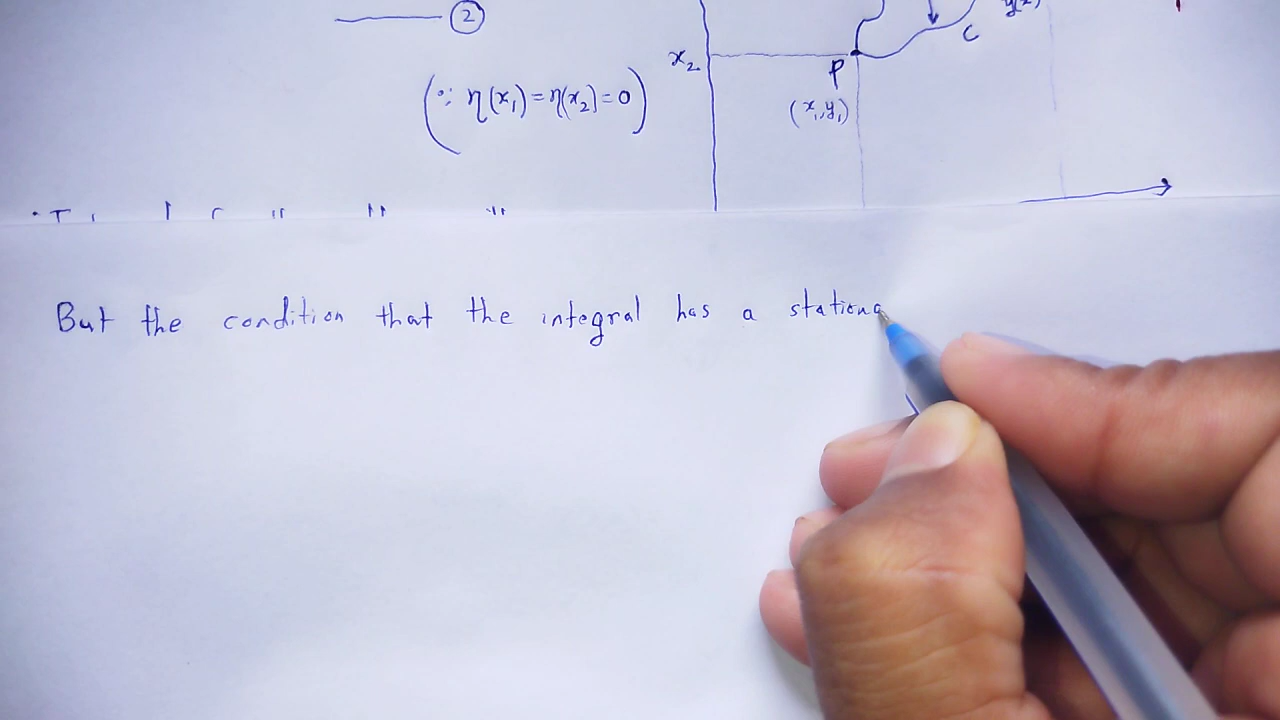 ②
y(x)
C
x₂
P
(x₁,y₁)
(∵ η(x₁)=η(x₂)=0)
But the condition that the integral has a stationa